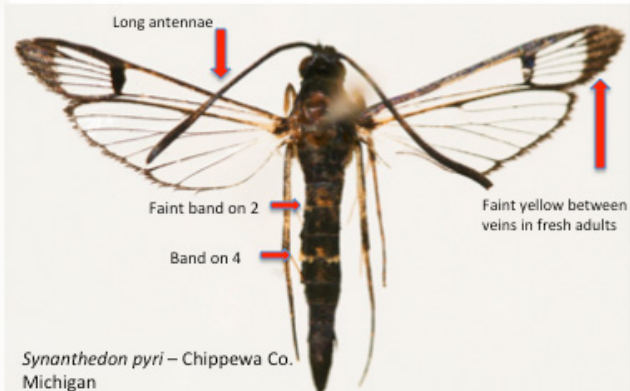 Long antennae
Faint band on 2
Faint yellow between
veins in fresh adults
Band on 4
Synanthedon pyri – Chippewa Co.
Michigan